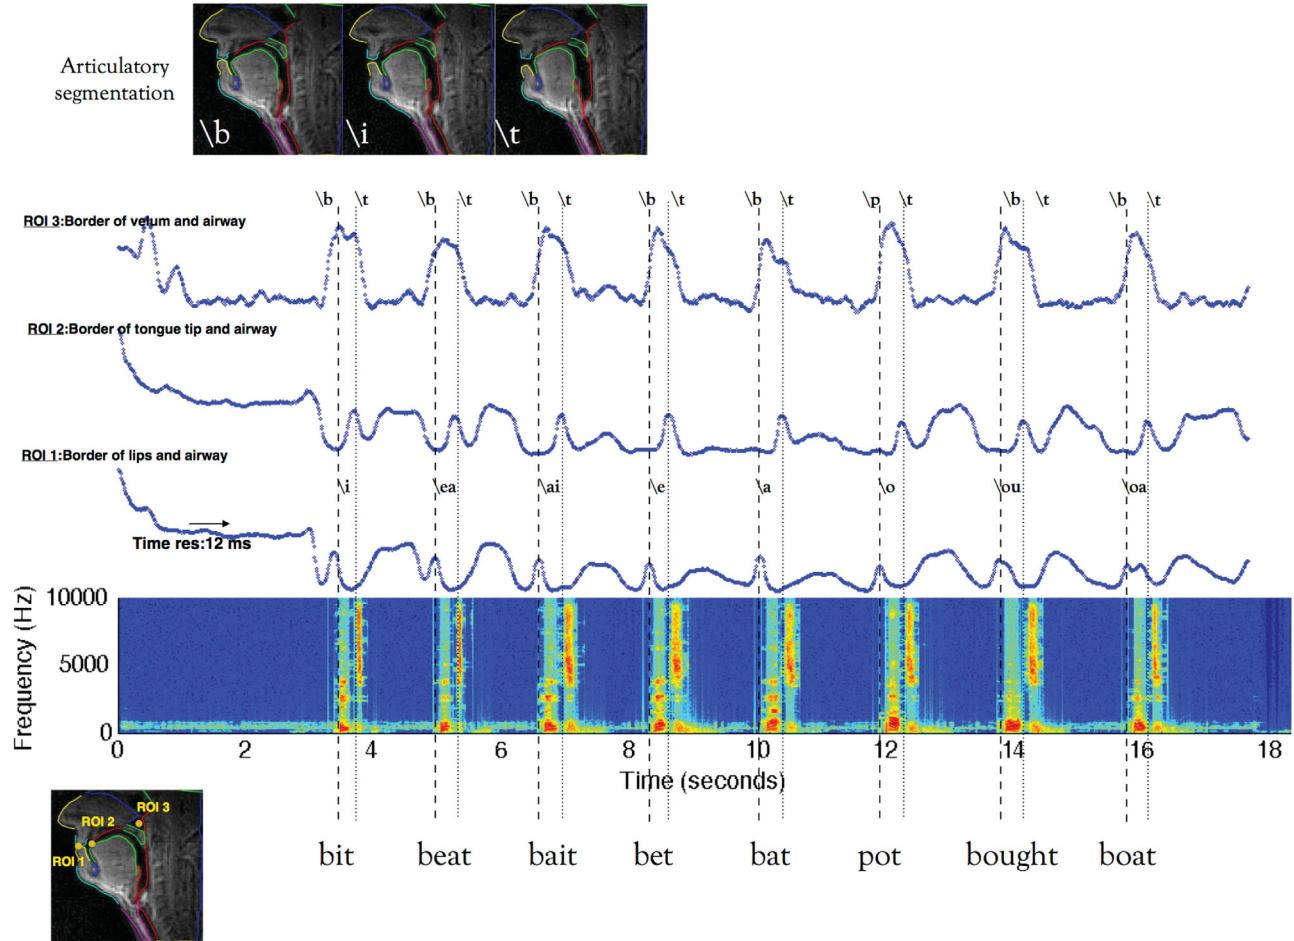 Articulatory
segmentation
\b \i \t
\b \t \b \t \b \t \b \t \b \t \p \t \b \t \b \t
ROI 3:Border of velum and airway
ROI 2:Border of tongue tip and airway
ROI 1:Border of lips and airway
\i \ea \ai \e \a \o \ou \oa
Time res:12 ms
Frequency (Hz)
10000
5000
0
0 2 4 6 8 10 12 14 16 18
Time (seconds)
ROI 3
ROI 2
ROI 1
bit beat bait bet bat pot bought boat